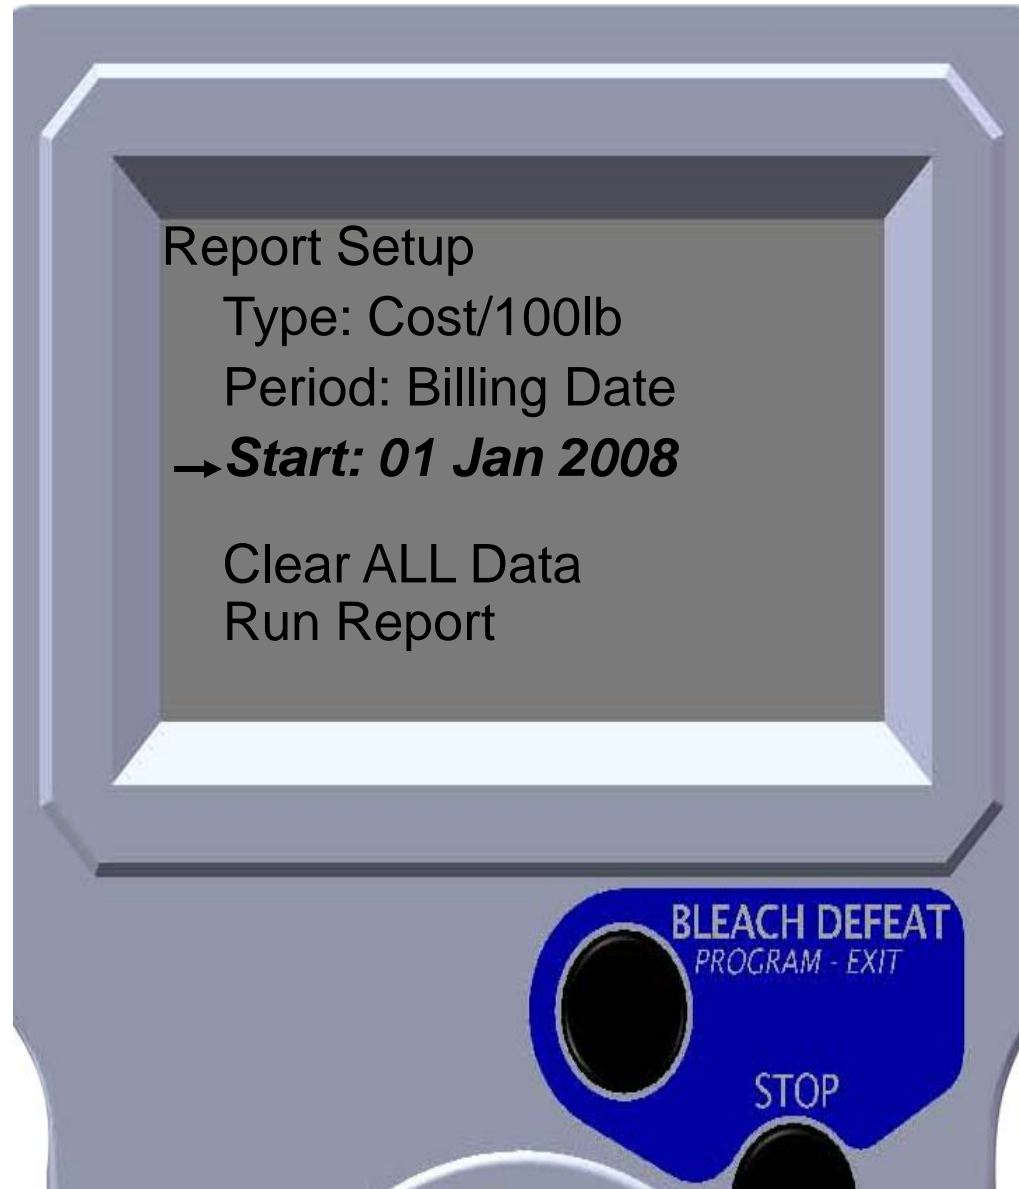 Report Setup
Type: Cost/100lb
Period: Billing Date
Start: 01 Jan 2008
Clear ALL Data
Run Report
BLEACH DEFEAT
PROGRAM - EXIT
STOP